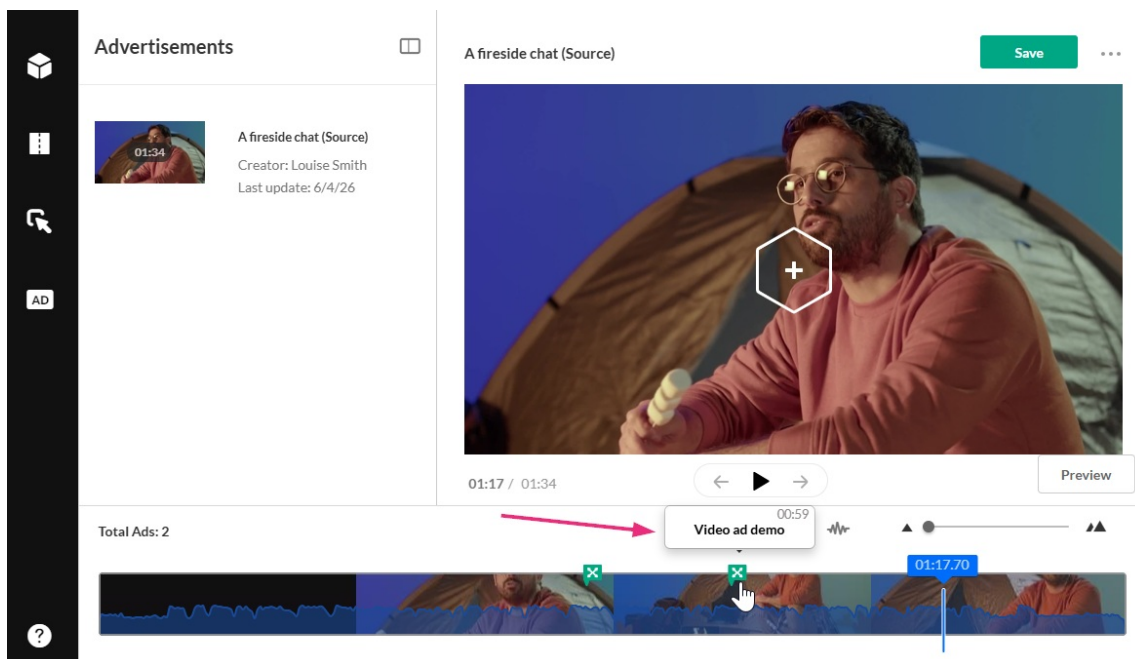 Advertisements
A fireside chat (Source)
Save
01:34
A fireside chat (Source)
Creator: Louise Smith
Last update: 6/4/26
AD
01:17 / 01:34
Preview
Total Ads: 2
00:59
Video ad demo
01:17.70
?